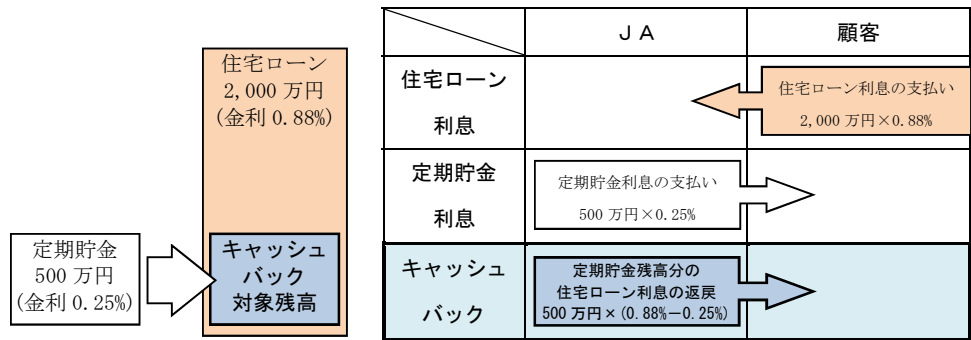 住宅ローン
2,000 万円
(金利 0.88%)
定期貯金
500 万円
(金利 0.25%)
キャッシュ
バック
対象残高
ＪＡ
顧客
住宅ローン
利息
住宅ローン利息の支払い
2,000 万円×0.88%
定期貯金
利息
定期貯金利息の支払い
500 万円×0.25%
キャッシュ
バック
定期貯金残高分の
住宅ローン利息の返戻
500 万円×(0.88%－0.25%)